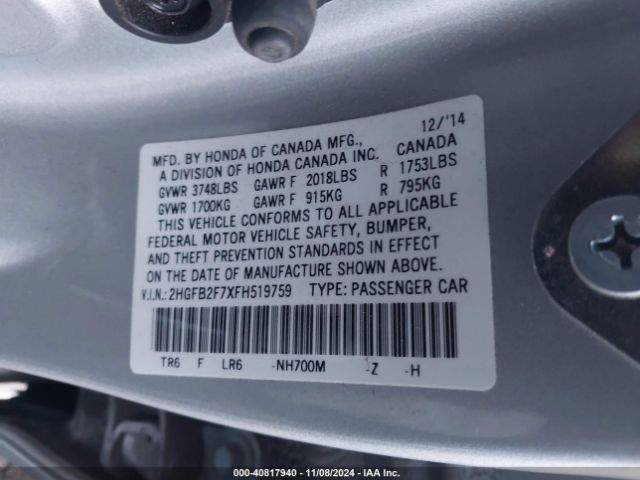 12/'14
MFD. BY HONDA OF CANADA MFG., CANADA
A DIVISION OF HONDA CANADA INC.
GVWR 3748LBS GAWR F 2018LBS R 1753LBS
GVWR 1700KG GAWR F 915KG R 795KG
THIS VEHICLE CONFORMS TO ALL APPLICABLE
FEDERAL MOTOR VEHICLE SAFETY, BUMPER,
AND THEFT PREVENTION STANDARDS IN EFFECT
ON THE DATE OF MANUFACTURE SHOWN ABOVE.
V.I.N.: 2HGFB2F7XFH519759 TYPE: PASSENGER CAR
TR6 F LR6 -NH700M -Z -H
000-40817940 - 11/08/2024 - IAA Inc.